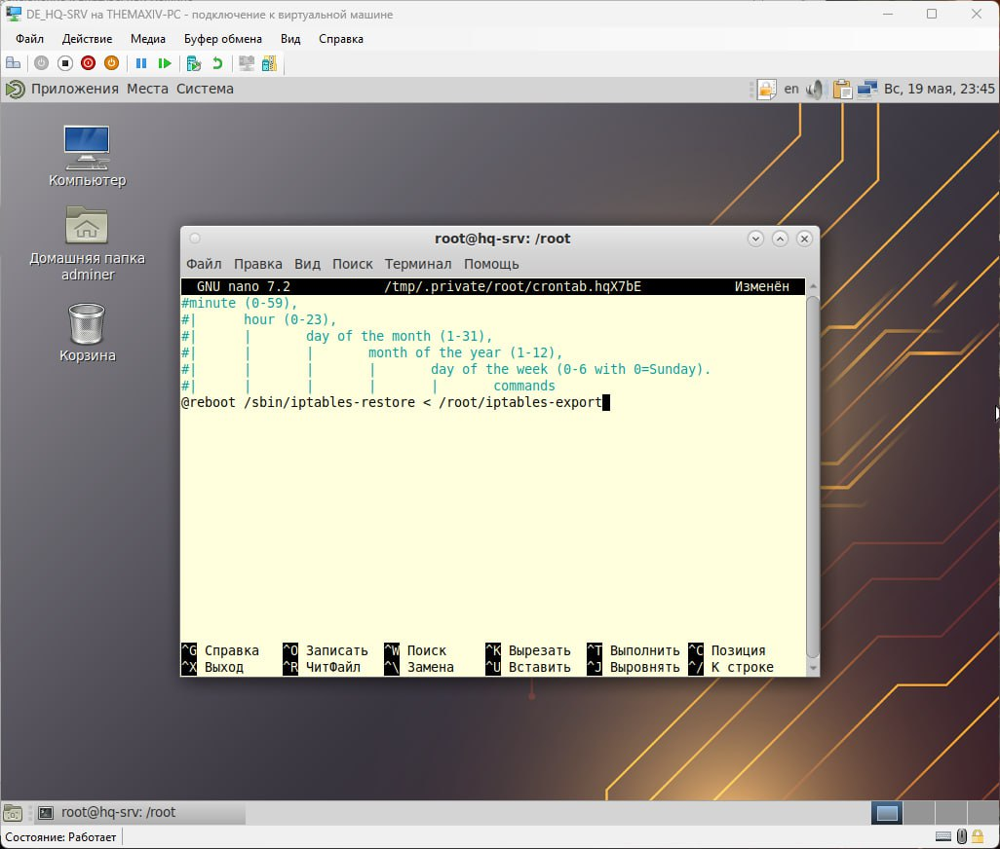 DE_HQ-SRV на THEMAXIV-PC - подключение к виртуальной машине
Файл Действие Медиа Буфер обмена Вид Справка
Приложения Места Система en Вс, 19 мая, 23:45
Компьютер
Домашняя папка
adminer
Корзина
root@hq-srv: /root
Файл Правка Вид Поиск Терминал Помощь
GNU nano 7.2 /tmp/.private/root/crontab.hqX7bE Изменён
#minute (0-59),
#| hour (0-23),
#| | day of the month (1-31),
#| | | month of the year (1-12),
#| | | | day of the week (0-6 with 0=Sunday).
#| | | | | commands
@reboot /sbin/iptables-restore < /root/iptables-export
^G Справка ^O Записать ^W Поиск ^K Вырезать ^T Выполнить ^C Позиция
^X Выход ^R ЧитФайл ^\ Замена ^U Вставить ^J Выровнять ^/ К строке
root@hq-srv: /root
Состояние: Работает